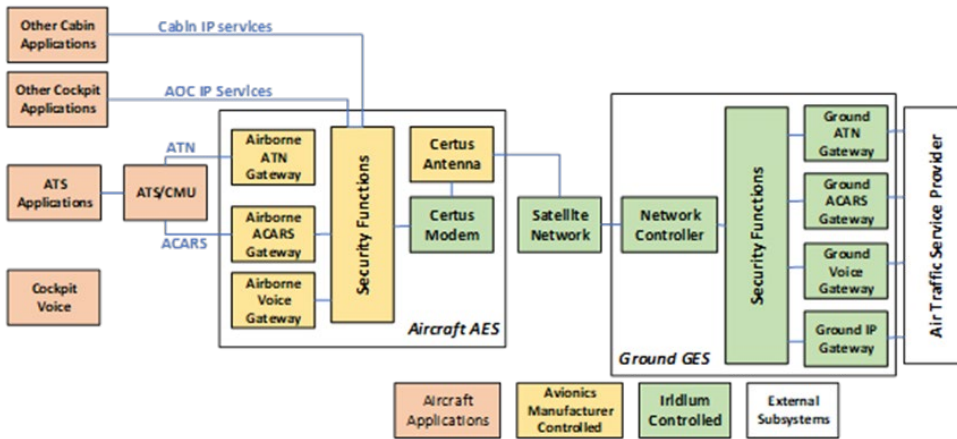 Other Cabin
Applications
Cabin IP services
Other Cockpit
Applications
AOC IP Services
ATS
Applications
ATS/CMU
ATN
ACARS
Cockpit
Voice
Airborne
ATN
Gateway
Airborne
ACARS
Gateway
Airborne
Voice
Gateway
Security Functions
Certus
Antenna
Certus
Modem
Aircraft AES
Satellite
Network
Network
Controller
Security Functions
Ground
ATN
Gateway
Ground
ACARS
Gateway
Ground
Voice
Gateway
Ground IP
Gateway
Ground GES
Air Traffic Service Provider
Aircraft
Applications
Avionics
Manufacturer
Controlled
Iridium
Controlled
External
Subsystems